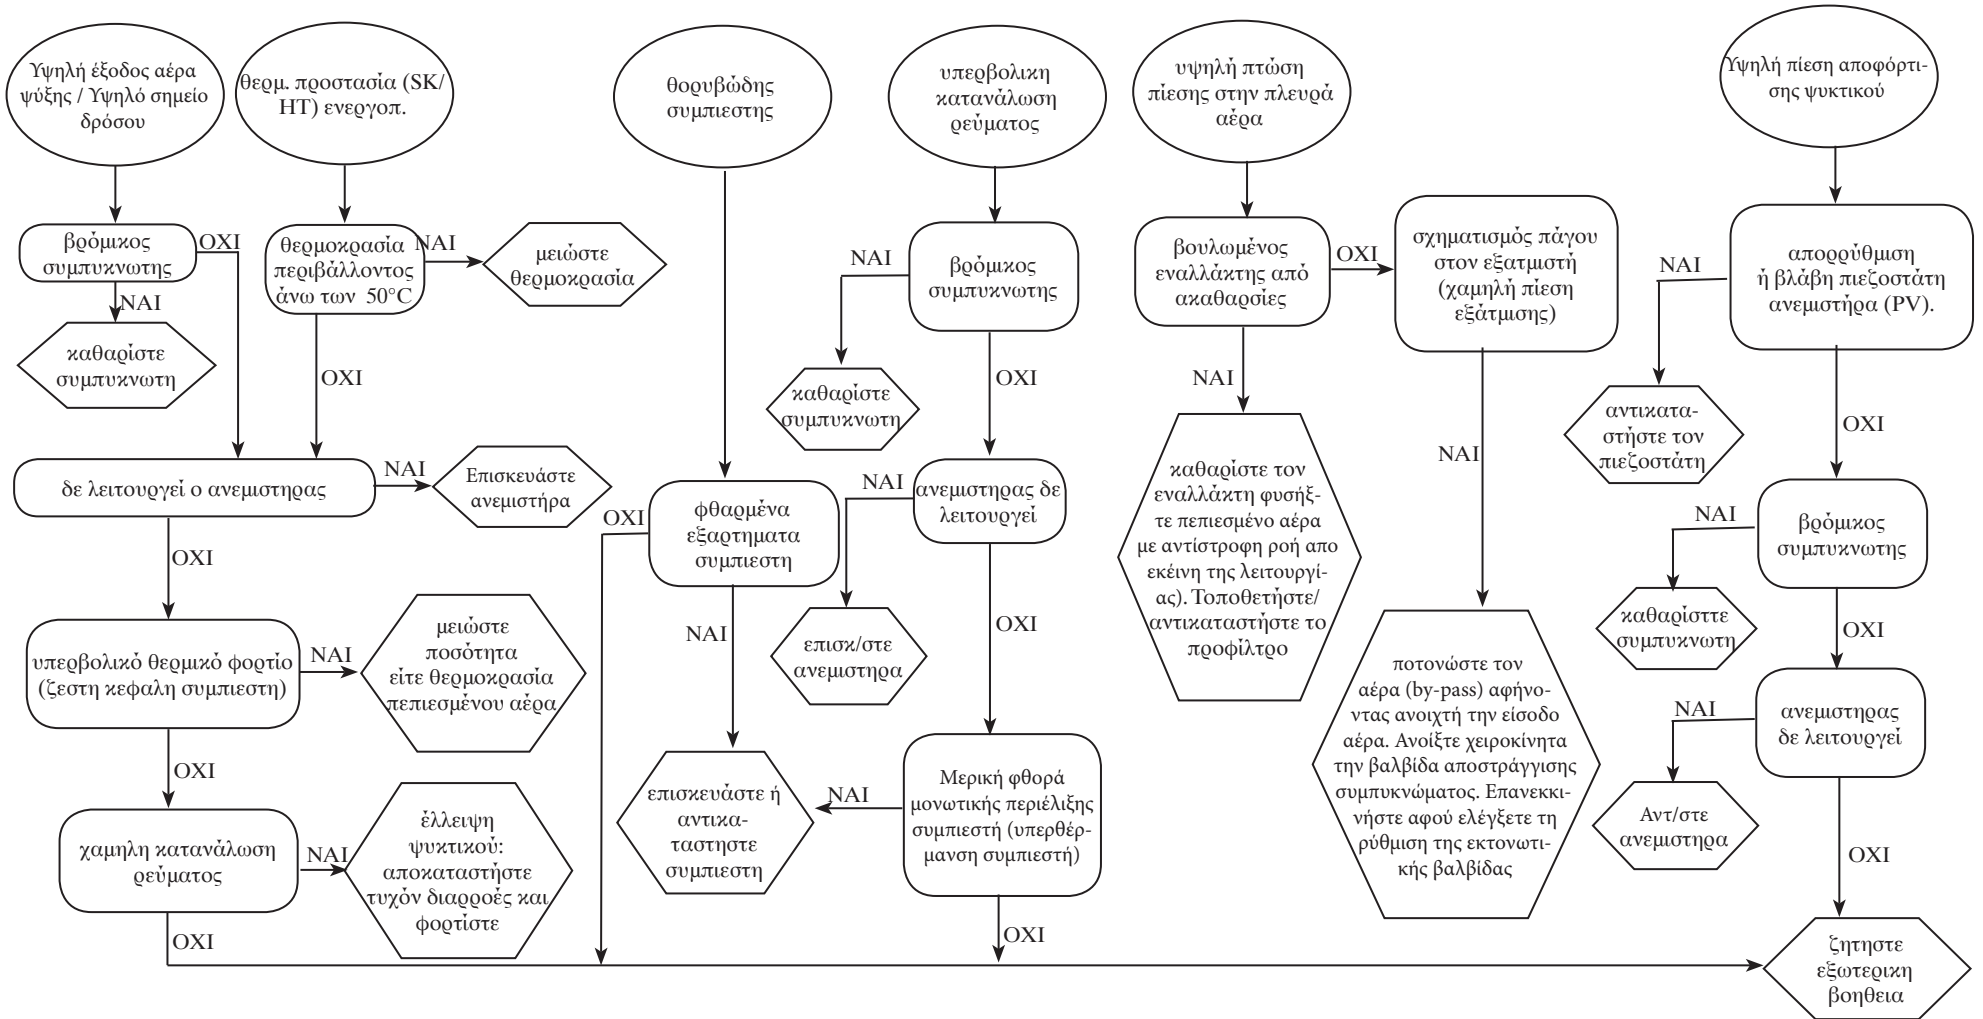 Υψηλή έξοδος αέρα
ψύξης / Υψηλό σημείο
δρόσου
θερμ. προστασία (SK/
HT) ενεργοπ.
θορυβώδης
συμπιεστης
υπερβολικη
κατανάλωση
ρεύματος
υψηλή πτώση
πίεσης στην πλευρά
αέρα
Υψηλή πίεση αποφόρτι-
σης ψυκτικού
βρόμικος
συμπυκνωτης
ΟΧΙ
ΝΑΙ
καθαρίστε
συμπυκνωτη
θερμοκρασία
περιβάλλοντος
άνω των 50°C
ΝΑΙ
μειώστε
θερμοκρασία
ΟΧΙ
δε λειτουργεί ο ανεμιστηρας
ΝΑΙ
Επισκευάστε
ανεμιστήρα
ΟΧΙ
υπερβολικό θερμικό φορτίο
(ζεστη κεφαλη συμπιεστη)
ΝΑΙ
μειώστε
ποσότητα
είτε θερμοκρασία
πεπιεσμένου αέρα
ΟΧΙ
χαμηλη κατανάλωση
ρεύματος
ΝΑΙ
έλλειψη
ψυκτικού:
αποκαταστήστε
τυχόν διαρροές και
φορτίστε
ΟΧΙ
φθαρμένα
εξαρτηματα
συμπιεστη
ΟΧΙ
ΝΑΙ
επισκευάστε ή
αντικα-
ταστηστε
συμπιεστη
βρόμικος
συμπυκνωτης
ΝΑΙ
καθαρίστε
συμπυκνωτη
ΟΧΙ
ανεμιστηρας δε
λειτουργεί
ΝΑΙ
επισκ/στε
ανεμιστηρα
ΟΧΙ
Μερική φθορά
μονωτικής περιέλιξης
συμπιεστή (υπερθέρ-
μανση συμπιεστή)
ΝΑΙ
ΟΧΙ
βουλωμένος
εναλλάκτης από
ακαθαρσίες
ΟΧΙ
ΝΑΙ
καθαρίστε τον
εναλλάκτη φυσήξ-
τε πεπιεσμένο αέρα
με αντίστροφη ροή απο
εκείνη της λειτουργί-
ας). Τοποθετήστε/
αντικαταστήστε το
προφίλτρο
σχηματισμός πάγου
στον εξατμιστή
(χαμηλή πίεση
εξάτμισης)
ΝΑΙ
ποτονώστε τον
αέρα (by-pass) αφήνο-
ντας ανοιχτή την είσοδο
αέρα. Ανοίξτε χειροκίνητα
την βαλβίδα αποστράγγισης
συμπυκνώματος. Επανεκκι-
νήστε αφού ελέγξετε τη
ρύθμιση της εκτονωτι-
κής βαλβίδας
απορρύθμιση
ή βλάβη πιεζοστάτη
ανεμιστήρα (PV).
ΝΑΙ
αντικατα-
στήστε τον
πιεζοστάτη
ΟΧΙ
βρόμικος
συμπυκνωτης
ΝΑΙ
καθαρίσττε
συμπυκνωτη
ΟΧΙ
ανεμιστηρας
δε λειτουργεί
ΝΑΙ
Αντ/στε
ανεμιστηρα
ΟΧΙ
ζητηστε
εξωτερικη
βοηθεια